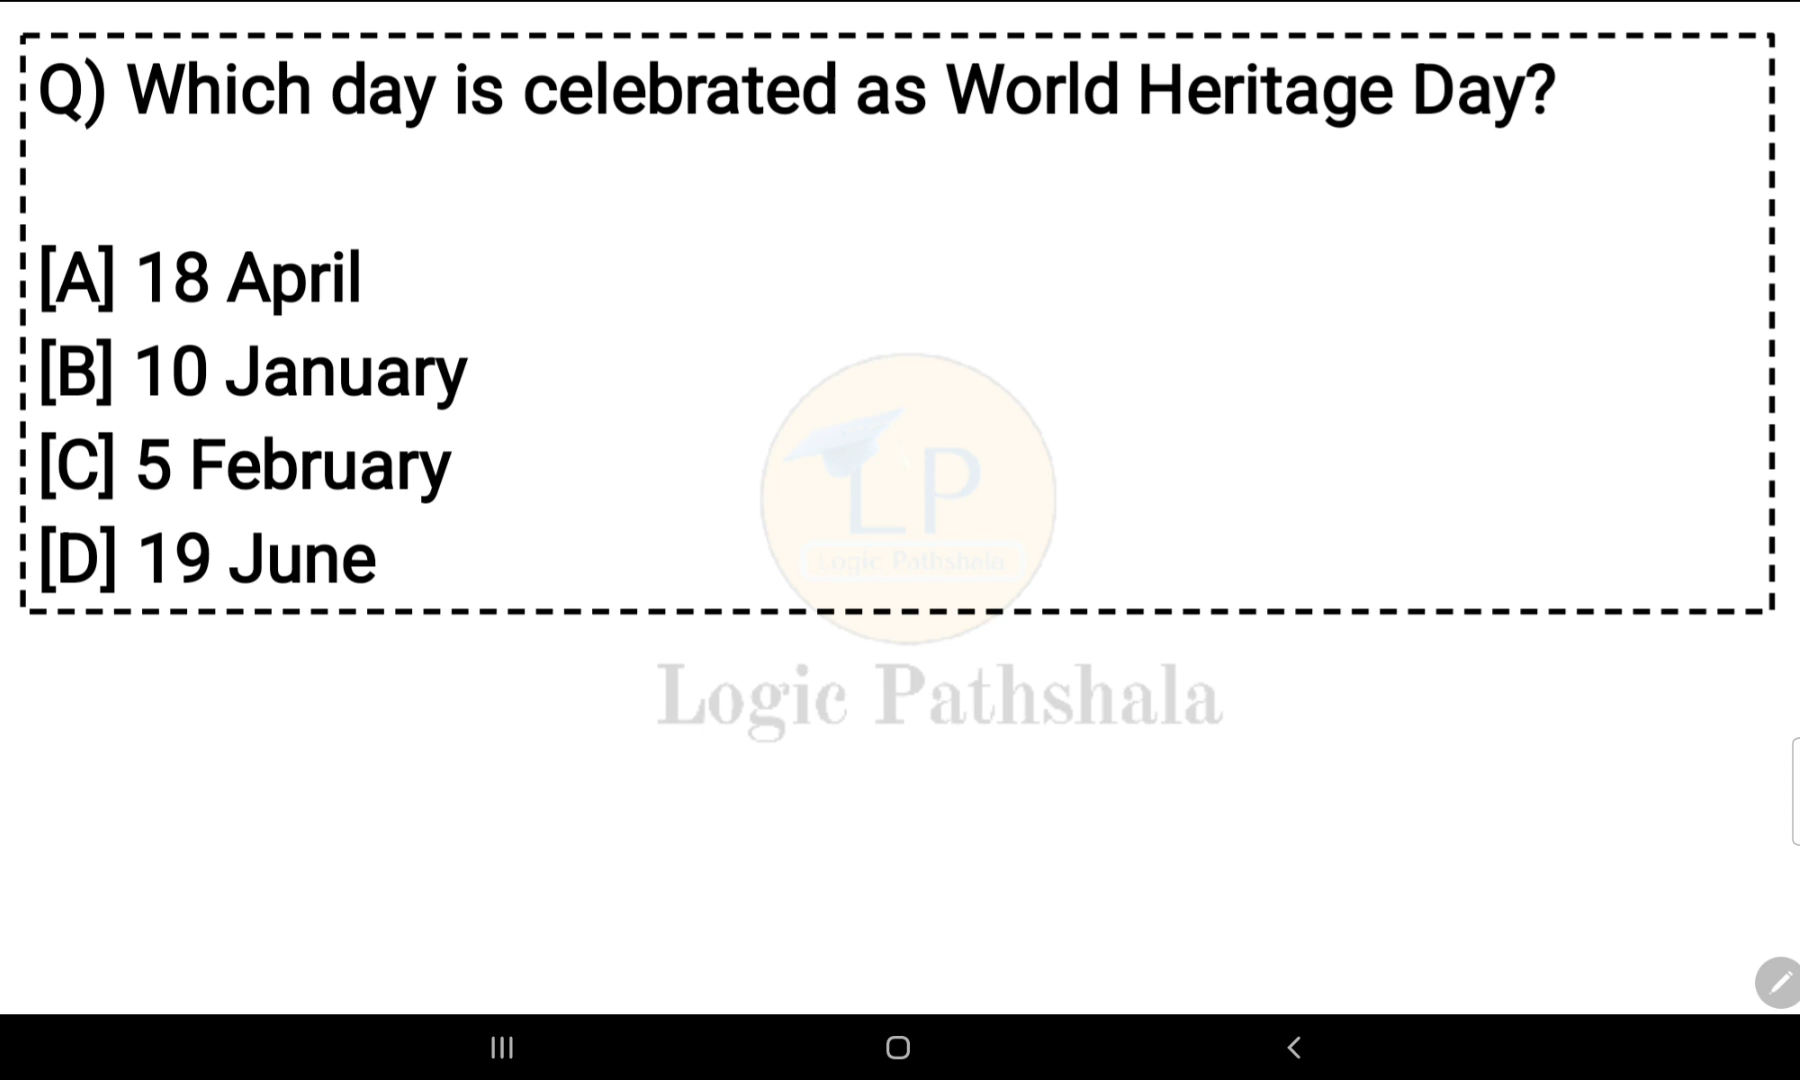 Q) Which day is celebrated as World Heritage Day?
[A] 18 April
[B] 10 January
[C] 5 February
[D] 19 June
LP
Logic Pathshala
Logic Pathshala